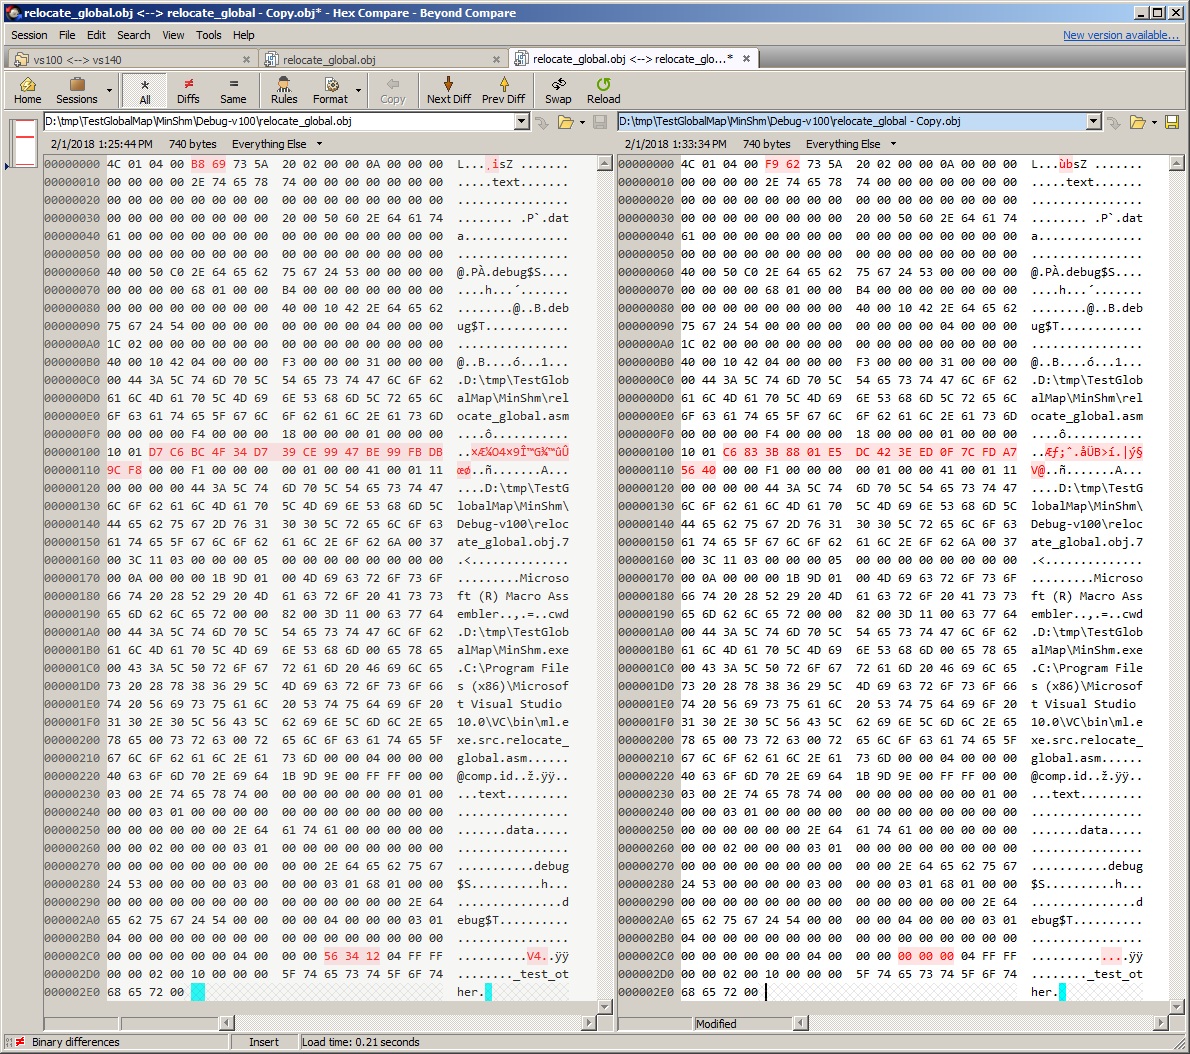 relocate_global.obj <--> relocate_global - Copy.obj* - Hex Compare - Beyond Compare
Session File Edit Search View Tools Help New version available...
vs100 <--> vs140 relocate_global.obj relocate_global.obj <--> relocate_glo...*
Home Sessions All Diffs Same Rules Format Copy Next Diff Prev Diff Swap Reload
D:\tmp\TestGlobalMap\MinShm\Debug-v100\relocate_global.obj
2/1/2018 1:25:44 PM 740 bytes Everything Else
00000000 4C 01 04 00 B8 69 73 5A 20 02 00 00 0A 00 00 00 L...¸isZ .......
00000010 00 00 00 00 2E 74 65 78 74 00 00 00 00 00 00 00 .....text.......
00000020 00 00 00 00 00 00 00 00 00 00 00 00 00 00 00 00 ................
00000030 00 00 00 00 00 00 00 00 20 00 50 60 2E 64 61 74 ........ .P`.dat
00000040 61 00 00 00 00 00 00 00 00 00 00 00 00 00 00 00 a...............
00000050 00 00 00 00 00 00 00 00 00 00 00 00 00 00 00 00 ................
00000060 40 00 50 C0 2E 64 65 62 75 67 24 53 00 00 00 00 @.PÀ.debug$S....
00000070 00 00 00 00 68 01 00 00 B4 00 00 00 00 00 00 00 ....h...´.......
00000080 00 00 00 00 00 00 00 00 40 00 10 42 2E 64 65 62 ........@..B.deb
00000090 75 67 24 54 00 00 00 00 00 00 00 00 04 00 00 00 ug$T............
000000A0 1C 02 00 00 00 00 00 00 00 00 00 00 00 00 00 00 ................
000000B0 40 00 10 42 04 00 00 00 F3 00 00 00 31 00 00 00 @..B....ó...1...
000000C0 00 44 3A 5C 74 6D 70 5C 54 65 73 74 47 6C 6F 62 .D:\tmp\TestGlob
000000D0 61 6C 4D 61 70 5C 4D 69 6E 53 68 6D 5C 72 65 6C alMap\MinShm\rel
000000E0 6F 63 61 74 65 5F 67 6C 6F 62 61 6C 2E 61 73 6D ocate_global.asm
000000F0 00 00 00 00 F4 00 00 00 18 00 00 00 01 00 00 00 ....ô...........
00000100 10 01 D7 C6 BC 4F 34 D7 39 CE 99 47 BE 99 FB DB ..×Æ¼O4×9Î™G¾™ûÛ
00000110 9C F8 00 00 F1 00 00 00 00 01 00 00 41 00 01 11 œø..ñ.......A...
00000120 00 00 00 00 44 3A 5C 74 6D 70 5C 54 65 73 74 47 ....D:\tmp\TestG
00000130 6C 6F 62 61 6C 4D 61 70 5C 4D 69 6E 53 68 6D 5C lobalMap\MinShm\
00000140 44 65 62 75 67 2D 76 31 30 30 5C 72 65 6C 6F 63 Debug-v100\reloc
00000150 61 74 65 5F 67 6C 6F 62 61 6C 2E 6F 62 6A 00 37 ate_global.obj.7
00000160 00 3C 11 03 00 00 00 05 00 00 00 00 00 00 00 00 .<..............
00000170 00 0A 00 00 00 1B 9D 01 00 4D 69 63 72 6F 73 6F .........Microso
00000180 66 74 20 28 52 29 20 4D 61 63 72 6F 20 41 73 73 ft (R) Macro Ass
00000190 65 6D 62 6C 65 72 00 00 82 00 3D 11 00 63 77 64 embler..‚.=..cwd
000001A0 00 44 3A 5C 74 6D 70 5C 54 65 73 74 47 6C 6F 62 .D:\tmp\TestGlob
000001B0 61 6C 4D 61 70 5C 4D 69 6E 53 68 6D 00 65 78 65 alMap\MinShm.exe
000001C0 00 43 3A 5C 50 72 6F 67 72 61 6D 20 46 69 6C 65 .C:\Program File
000001D0 73 20 28 78 38 36 29 5C 4D 69 63 72 6F 73 6F 66 s (x86)\Microsof
000001E0 74 20 56 69 73 75 61 6C 20 53 74 75 64 69 6F 20 t Visual Studio 
000001F0 31 30 2E 30 5C 56 43 5C 62 69 6E 5C 6D 6C 2E 65 10.0\VC\bin\ml.e
00000200 78 65 00 73 72 63 00 72 65 6C 6F 63 61 74 65 5F xe.src.relocate_
00000210 67 6C 6F 62 61 6C 2E 61 73 6D 00 00 04 00 00 00 global.asm......
00000220 40 63 6F 6D 70 2E 69 64 1B 9D 9E 00 FF FF 00 00 @comp.id..ž.ÿÿ..
00000230 03 00 2E 74 65 78 74 00 00 00 00 00 00 00 01 00 ...text.........
00000240 00 00 03 01 00 00 00 00 00 00 00 00 00 00 00 00 ................
00000250 00 00 00 00 00 00 2E 64 61 74 61 00 00 00 00 00 .......data.....
00000260 00 00 02 00 00 00 03 01 00 00 00 00 00 00 00 00 ................
00000270 00 00 00 00 00 00 00 00 00 00 2E 64 65 62 75 67 ...........debug
00000280 24 53 00 00 00 00 03 00 00 00 03 01 68 01 00 00 $S..........h...
00000290 00 00 00 00 00 00 00 00 00 00 00 00 00 00 2E 64 ...............d
000002A0 65 62 75 67 24 54 00 00 00 00 04 00 00 00 03 01 ebug$T..........
000002B0 04 00 00 00 00 00 00 00 00 00 00 00 00 00 00 00 ................
000002C0 00 00 00 00 00 04 00 00 00 56 34 12 04 FF FF .........V4..ÿÿ
000002D0 00 00 02 00 10 00 00 00 5F 74 65 73 74 5F 6F 74 ........_test_ot
000002E0 68 65 72 00 her.
D:\tmp\TestGlobalMap\MinShm\Debug-v100\relocate_global - Copy.obj
2/1/2018 1:33:34 PM 740 bytes Everything Else
00000000 4C 01 04 00 F9 62 73 5A 20 02 00 00 0A 00 00 00 L...ùbsZ .......
00000010 00 00 00 00 2E 74 65 78 74 00 00 00 00 00 00 00 .....text.......
00000020 00 00 00 00 00 00 00 00 00 00 00 00 00 00 00 00 ................
00000030 00 00 00 00 00 00 00 00 20 00 50 60 2E 64 61 74 ........ .P`.dat
00000040 61 00 00 00 00 00 00 00 00 00 00 00 00 00 00 00 a...............
00000050 00 00 00 00 00 00 00 00 00 00 00 00 00 00 00 00 ................
00000060 40 00 50 C0 2E 64 65 62 75 67 24 53 00 00 00 00 @.PÀ.debug$S....
00000070 00 00 00 00 68 01 00 00 B4 00 00 00 00 00 00 00 ....h...´.......
00000080 00 00 00 00 00 00 00 00 40 00 10 42 2E 64 65 62 ........@..B.deb
00000090 75 67 24 54 00 00 00 00 00 00 00 00 04 00 00 00 ug$T............
000000A0 1C 02 00 00 00 00 00 00 00 00 00 00 00 00 00 00 ................
000000B0 40 00 10 42 04 00 00 00 F3 00 00 00 31 00 00 00 @..B....ó...1...
000000C0 00 44 3A 5C 74 6D 70 5C 54 65 73 74 47 6C 6F 62 .D:\tmp\TestGlob
000000D0 61 6C 4D 61 70 5C 4D 69 6E 53 68 6D 5C 72 65 6C alMap\MinShm\rel
000000E0 6F 63 61 74 65 5F 67 6C 6F 62 61 6C 2E 61 73 6D ocate_global.asm
000000F0 00 00 00 00 F4 00 00 00 18 00 00 00 01 00 00 00 ....ô...........
00000100 10 01 C6 83 3B 88 01 E5 DC 42 3E ED 0F 7C FD A7 ..Æƒ;ˆ.åÜB>í.|ý§
00000110 56 40 00 00 F1 00 00 00 00 01 00 00 41 00 01 11 V@..ñ.......A...
00000120 00 00 00 00 44 3A 5C 74 6D 70 5C 54 65 73 74 47 ....D:\tmp\TestG
00000130 6C 6F 62 61 6C 4D 61 70 5C 4D 69 6E 53 68 6D 5C lobalMap\MinShm\
00000140 44 65 62 75 67 2D 76 31 30 30 5C 72 65 6C 6F 63 Debug-v100\reloc
00000150 61 74 65 5F 67 6C 6F 62 61 6C 2E 6F 62 6A 00 37 ate_global.obj.7
00000160 00 3C 11 03 00 00 00 05 00 00 00 00 00 00 00 00 .<..............
00000170 00 0A 00 00 00 1B 9D 01 00 4D 69 63 72 6F 73 6F .........Microso
00000180 66 74 20 28 52 29 20 4D 61 63 72 6F 20 41 73 73 ft (R) Macro Ass
00000190 65 6D 62 6C 65 72 00 00 82 00 3D 11 00 63 77 64 embler..‚.=..cwd
000001A0 00 44 3A 5C 74 6D 70 5C 54 65 73 74 47 6C 6F 62 .D:\tmp\TestGlob
000001B0 61 6C 4D 61 70 5C 4D 69 6E 53 68 6D 00 65 78 65 alMap\MinShm.exe
000001C0 00 43 3A 5C 50 72 6F 67 72 61 6D 20 46 69 6C 65 .C:\Program File
000001D0 73 20 28 78 38 36 29 5C 4D 69 63 72 6F 73 6F 66 s (x86)\Microsof
000001E0 74 20 56 69 73 75 61 6C 20 53 74 75 64 69 6F 20 t Visual Studio 
000001F0 31 30 2E 30 5C 56 43 5C 62 69 6E 5C 6D 6C 2E 65 10.0\VC\bin\ml.e
00000200 78 65 00 73 72 63 00 72 65 6C 6F 63 61 74 65 5F xe.src.relocate_
00000210 67 6C 6F 62 61 6C 2E 61 73 6D 00 00 04 00 00 00 global.asm......
00000220 40 63 6F 6D 70 2E 69 64 1B 9D 9E 00 FF FF 00 00 @comp.id..ž.ÿÿ..
00000230 03 00 2E 74 65 78 74 00 00 00 00 00 00 00 01 00 ...text.........
00000240 00 00 03 01 00 00 00 00 00 00 00 00 00 00 00 00 ................
00000250 00 00 00 00 00 00 2E 64 61 74 61 00 00 00 00 00 .......data.....
00000260 00 00 02 00 00 00 03 01 00 00 00 00 00 00 00 00 ................
00000270 00 00 00 00 00 00 00 00 00 00 2E 64 65 62 75 67 ...........debug
00000280 24 53 00 00 00 00 03 00 00 00 03 01 68 01 00 00 $S..........h...
00000290 00 00 00 00 00 00 00 00 00 00 00 00 00 00 2E 64 ...............d
000002A0 65 62 75 67 24 54 00 00 00 00 04 00 00 00 03 01 ebug$T..........
000002B0 04 00 00 00 00 00 00 00 00 00 00 00 00 00 00 00 ................
000002C0 00 00 00 00 00 04 00 00 00 00 00 00 04 FF FF .............ÿÿ
000002D0 00 00 02 00 10 00 00 00 5F 74 65 73 74 5F 6F 74 ........_test_ot
000002E0 68 65 72 00 her.
Modified
Binary differences Insert Load time: 0.21 seconds